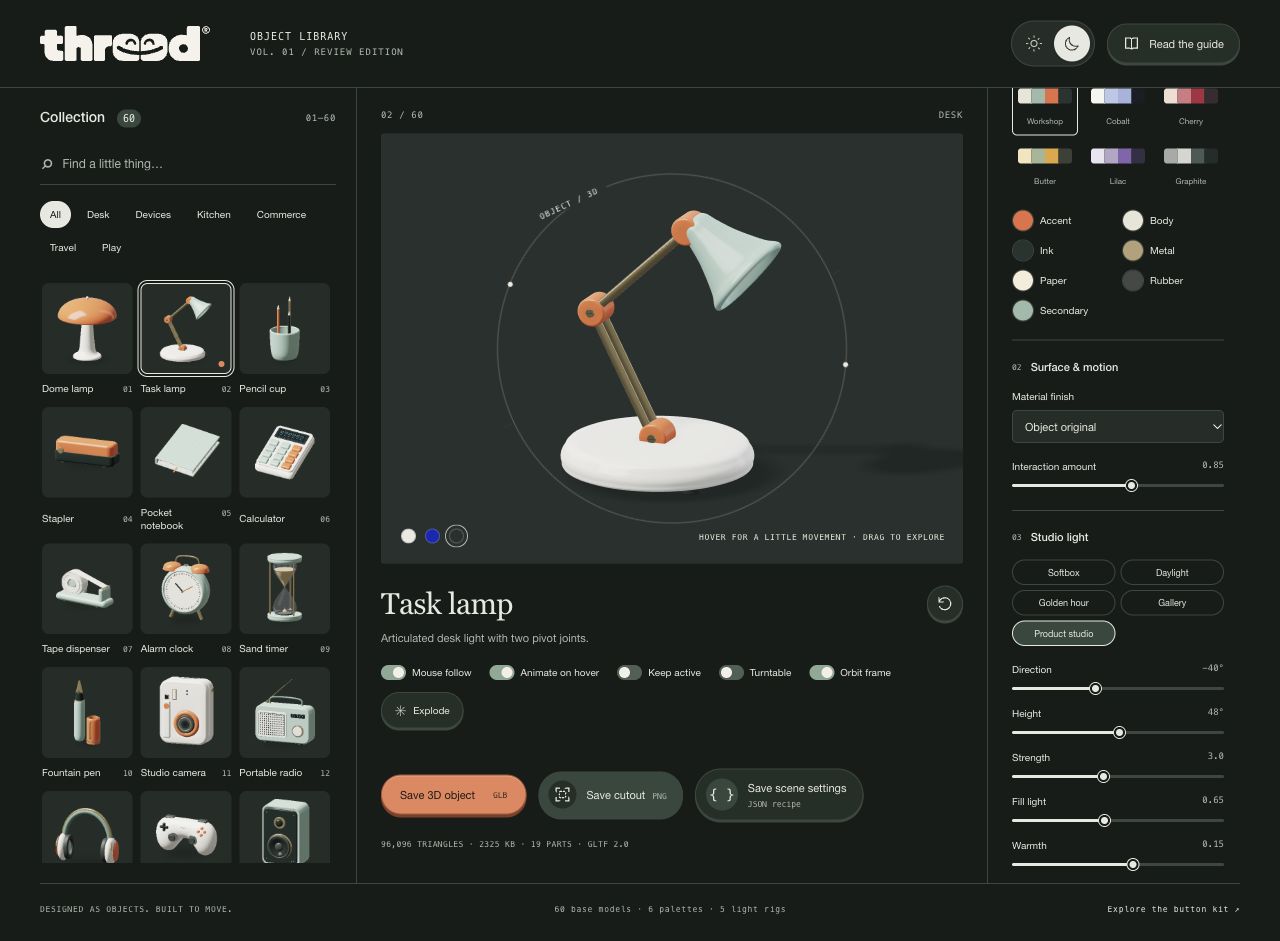 threed®
OBJECT LIBRARY
VOL. 01 / REVIEW EDITION
Read the guide
Collection 60 01—60
Find a little thing...
All Desk Devices Kitchen Commerce
Travel Play
Dome lamp 01
Task lamp 02
Pencil cup 03
Stapler 04
Pocket notebook 05
Calculator 06
Tape dispenser 07
Alarm clock 08
Sand timer 09
Fountain pen 10
Studio camera 11
Portable radio 12
02 / 60 DESK
OBJECT / 3D
HOVER FOR A LITTLE MOVEMENT · DRAG TO EXPLORE
Task lamp
Articulated desk light with two pivot joints.
Mouse follow Animate on hover Keep active Turntable Orbit frame
Explode
Save 3D object GLB
Save cutout PNG
{ } Save scene settings
JSON recipe
96,096 TRIANGLES · 2325 KB · 19 PARTS · GLTF 2.0
Workshop Cobalt Cherry
Butter Lilac Graphite
Accent Body
Ink Metal
Paper Rubber
Secondary
02 Surface & motion
Material finish
Object original
Interaction amount 0.85
03 Studio light
Softbox Daylight
Golden hour Gallery
Product studio
Direction −40°
Height 48°
Strength 3.0
Fill light 0.65
Warmth 0.15
DESIGNED AS OBJECTS. BUILT TO MOVE.
60 base models · 6 palettes · 5 light rigs
Explore the button kit ↗